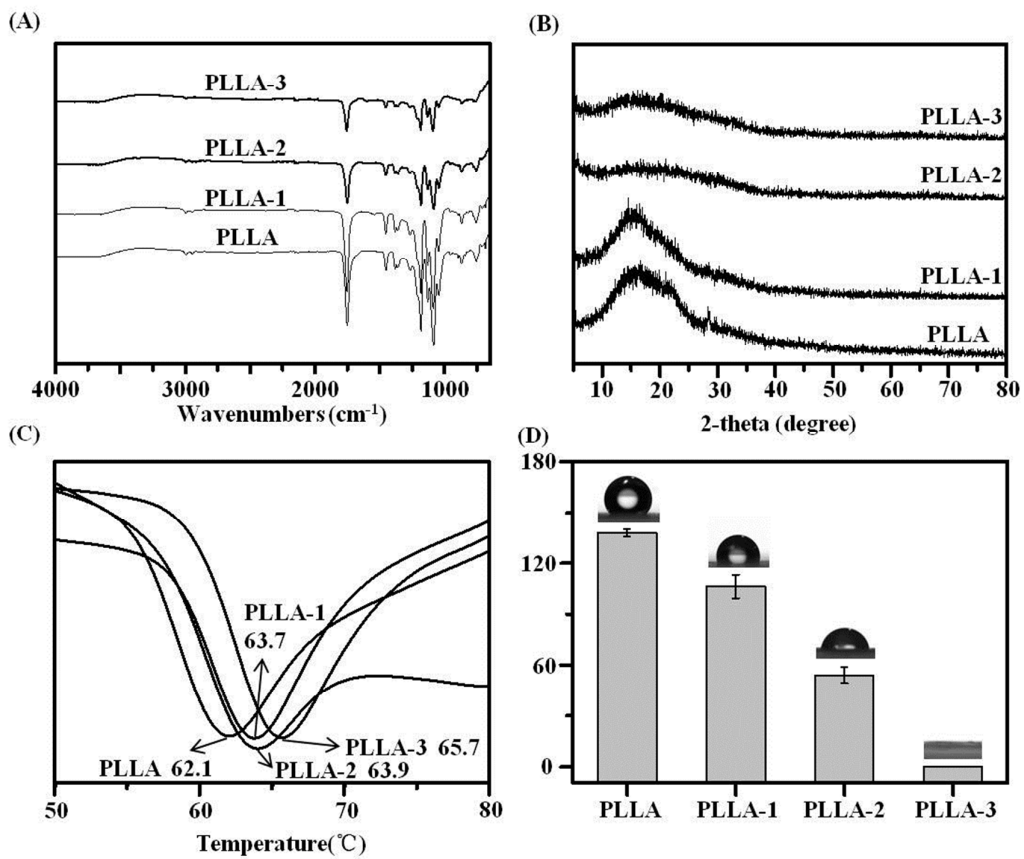 (A)
PLLA-3
PLLA-2
PLLA-1
PLLA
4000 3000 2000 1000
Wavenumbers (cm-1)
(B)
PLLA-3
PLLA-2
PLLA-1
PLLA
10 20 30 40 50 60 70 80
2-theta (degree)
(C)
PLLA-1
63.7
PLLA-3 65.7
PLLA 62.1
PLLA-2 63.9
50 60 70 80
Temperature(℃)
(D)
180
120
60
0
PLLA PLLA-1 PLLA-2 PLLA-3